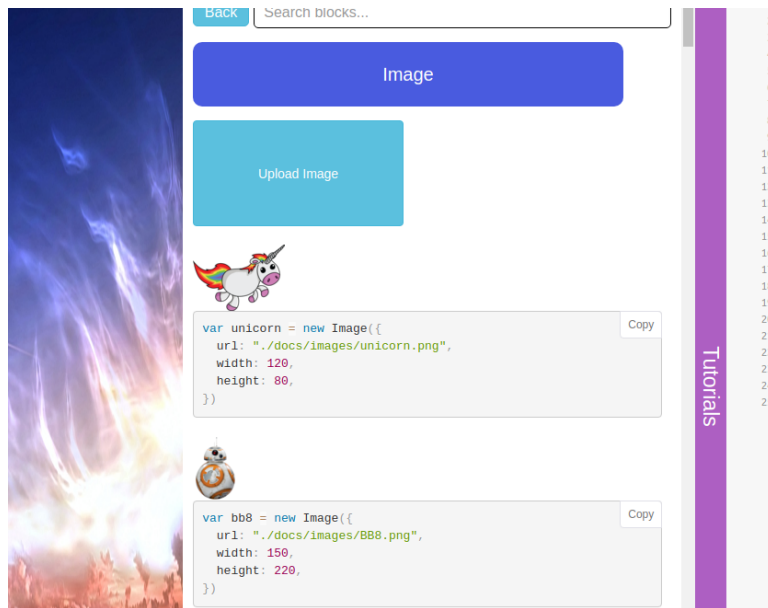 Back
Search blocks...
Image
Upload Image
Copy
var unicorn = new Image({
url: "./docs/images/unicorn.png",
width: 120,
height: 80,
})
Copy
var bb8 = new Image({
url: "./docs/images/BB8.png",
width: 150,
height: 220,
})
Tutorials